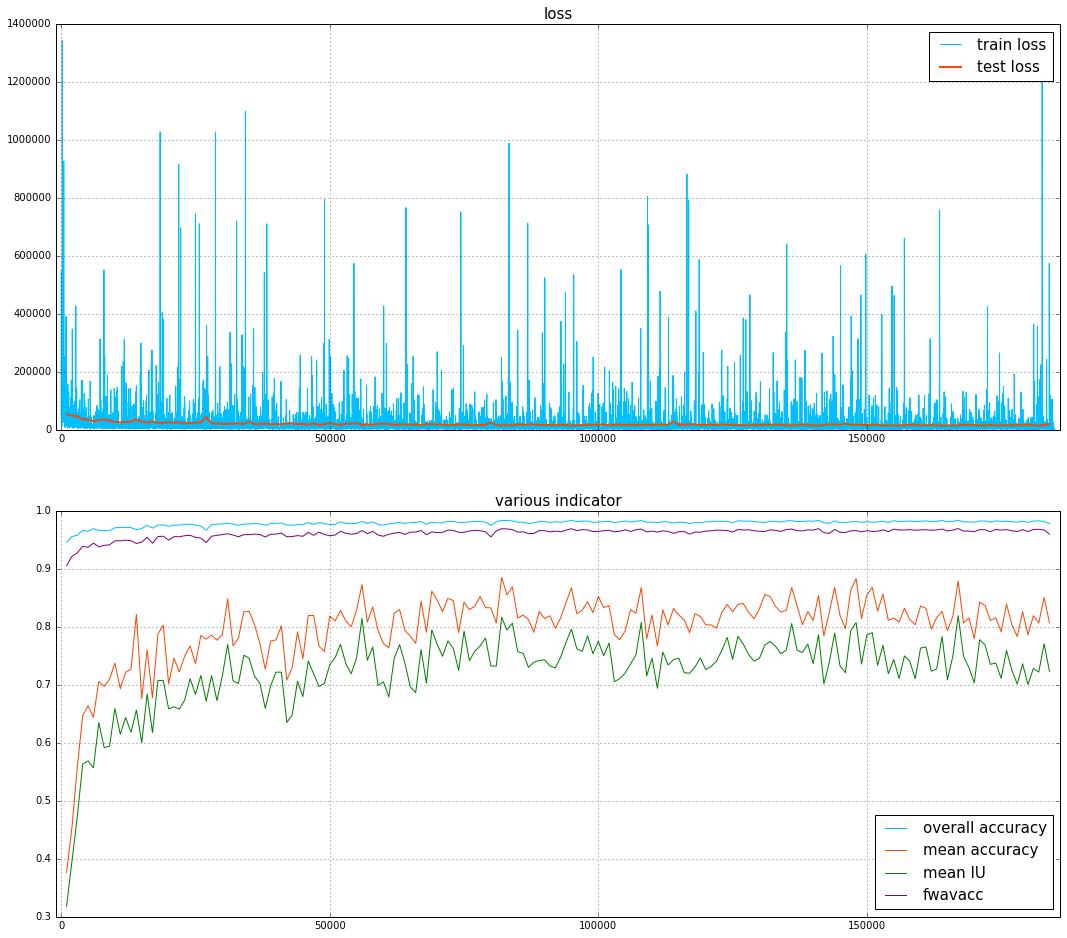 loss
1400000
1200000
1000000
800000
600000
400000
200000
0
train loss
test loss
0 50000 100000 150000
various indicator
1.0
0.9
0.8
0.7
0.6
0.5
0.4
0.3
overall accuracy
mean accuracy
mean IU
fwavacc
0 50000 100000 150000